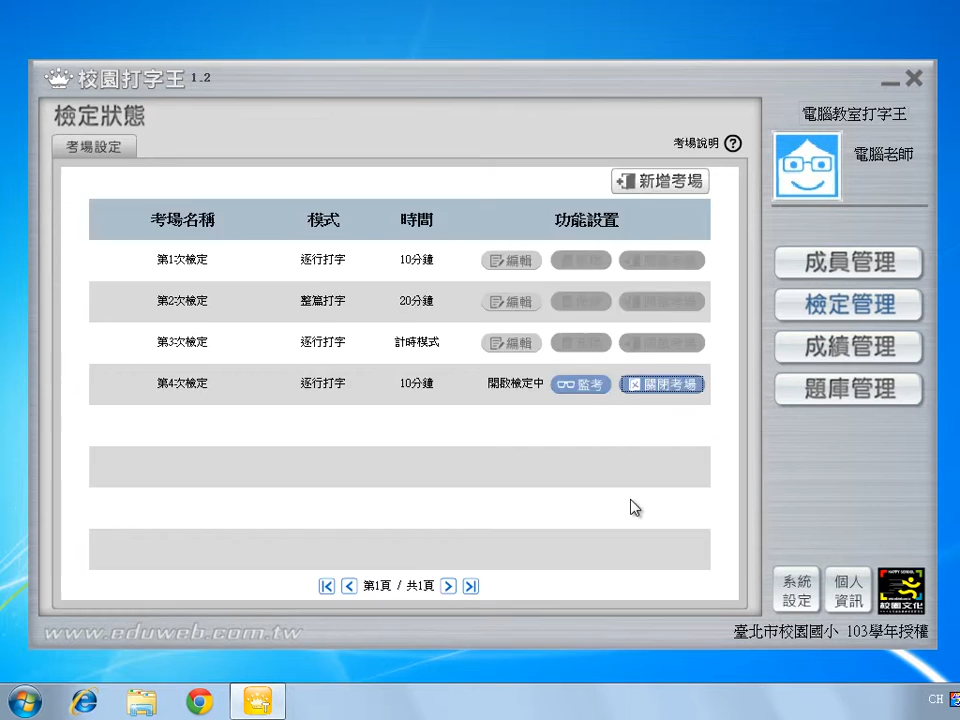 校園打字王 1.2
檢定狀態
電腦教室打字王
考場設定
考場說明 ?
電腦老師
新增考場
考場名稱 模式 時間 功能設置
第1次檢定 逐行打字 10分鐘 編輯
第2次檢定 整篇打字 20分鐘 編輯
第3次檢定 逐行打字 計時模式 編輯
第4次檢定 逐行打字 10分鐘 開啟檢定中 監考 關閉考場
成員管理
檢定管理
成績管理
題庫管理
第1頁 / 共1頁
系統設定
個人資訊
HAPPY SCHOOL
校園文化
www.eduweb.com.tw
臺北市校園國小 103學年授權
CH